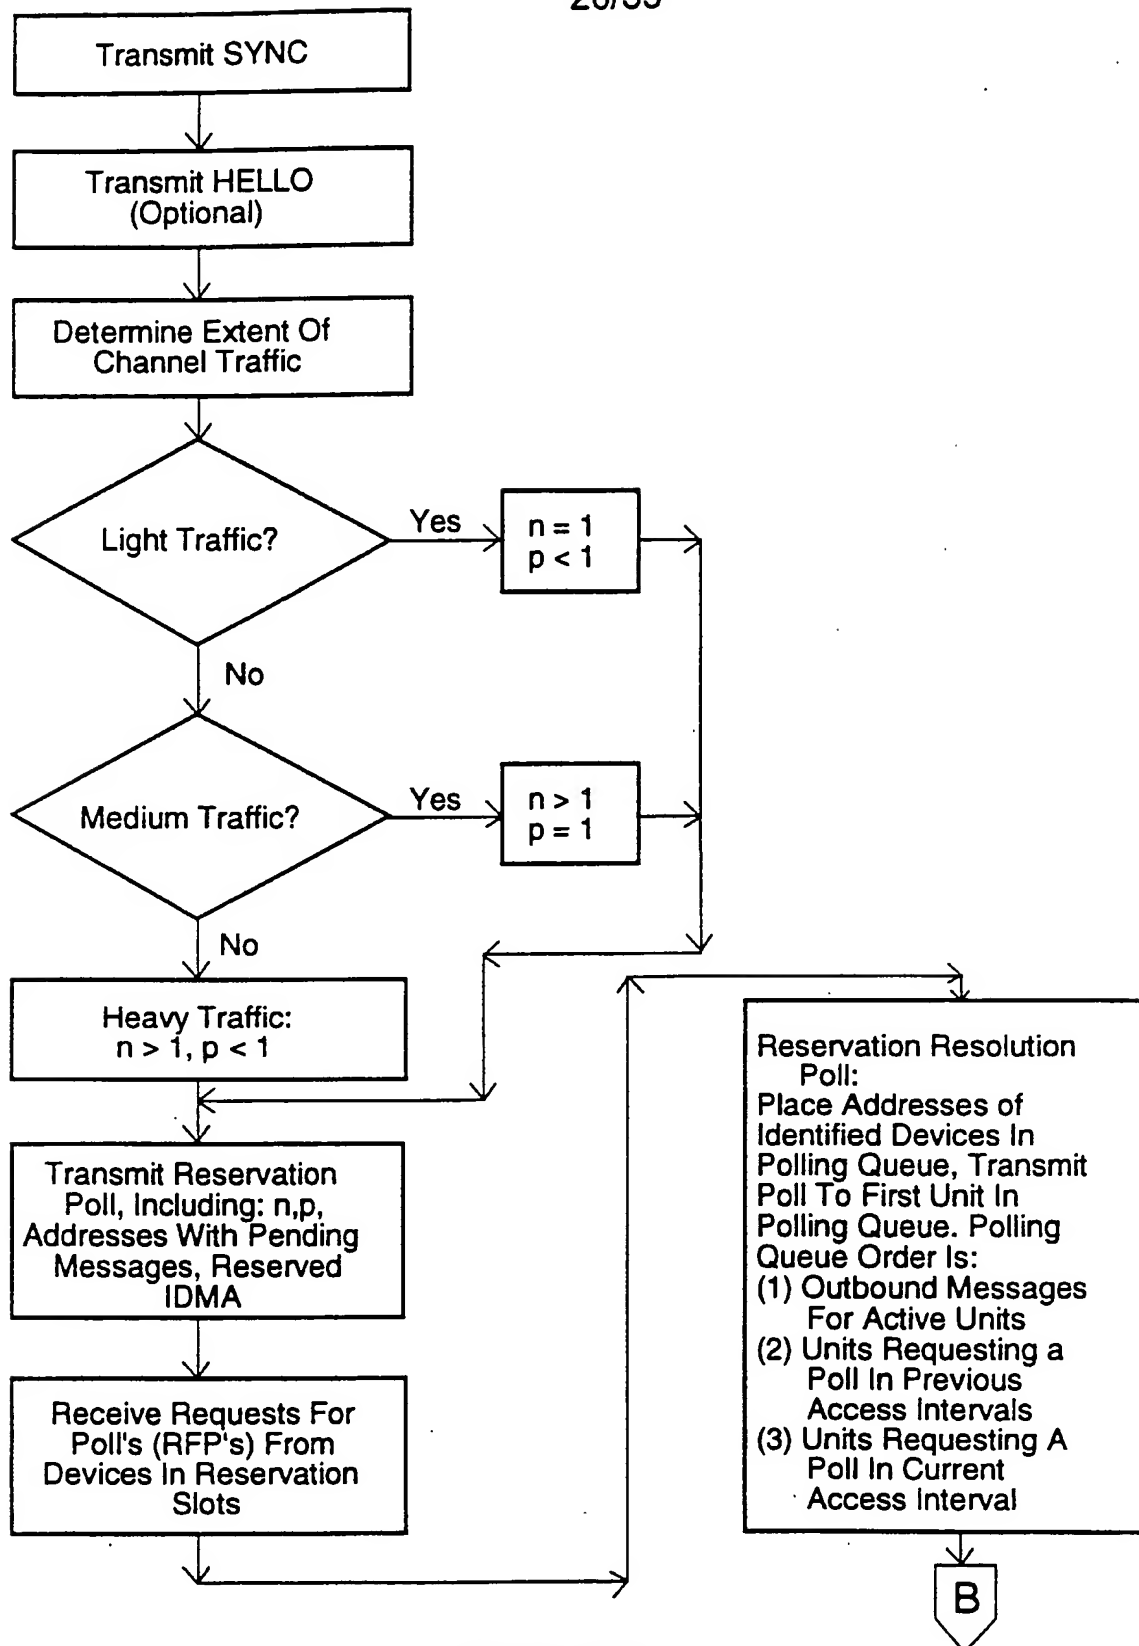 Transmit SYNC
Transmit HELLO
(Optional)
Determine Extent Of
Channel Traffic
Light Traffic?
Yes
n = 1
p < 1
No
Medium Traffic?
Yes
n > 1
p = 1
No
Heavy Traffic:
n > 1, p < 1
Transmit Reservation
Poll, Including: n,p,
Addresses With Pending
Messages, Reserved
IDMA
Receive Requests For
Poll's (RFP's) From
Devices In Reservation
Slots
Reservation Resolution
Poll:
Place Addresses of
Identified Devices In
Polling Queue, Transmit
Poll To First Unit In
Polling Queue. Polling
Queue Order Is:
(1) Outbound Messages
For Active Units
(2) Units Requesting a
Poll In Previous
Access Intervals
(3) Units Requesting A
Poll In Current
Access Interval
B